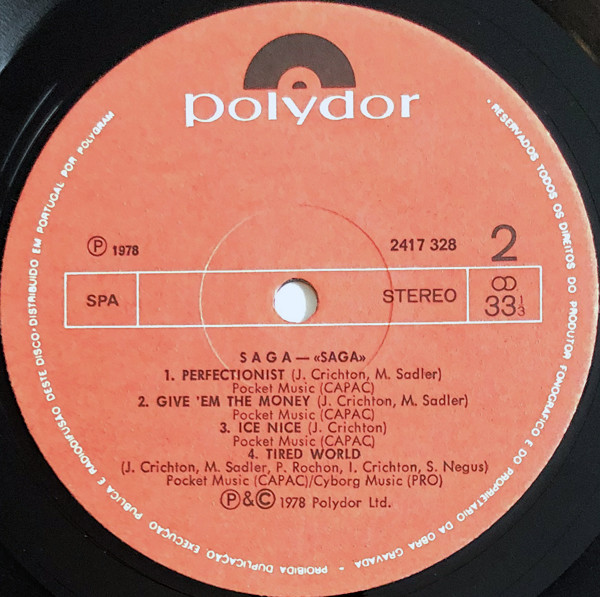 polydor
Ⓟ 1978
2417 328
2
SPA
STEREO
33 1/3
SAGA — «SAGA»
1. PERFECTIONIST (J. Crichton, M. Sadler)
Pocket Music (CAPAC)
2. GIVE 'EM THE MONEY (J. Crichton, M. Sadler)
Pocket Music (CAPAC)
3. ICE NICE (J. Crichton)
Pocket Music (CAPAC)
4. TIRED WORLD
(J. Crichton, M. Sadler, P. Rochon, I. Crichton, S. Negus)
Pocket Music (CAPAC)/Cyborg Music (PRO)
Ⓟ&© 1978 Polydor Ltd.
· RESERVADOS TODOS OS DIREITOS DO PRODUTOR FONOGRÁFICO E DO PROPRIETÁRIO DA OBRA GRAVADA - PROIBIDA DUPLICAÇÃO, EXECUÇÃO PÚBLICA E RADIODIFUSÃO DESTE DISCO · DISTRIBUIDO EM PORTUGAL POR POLYGRAM